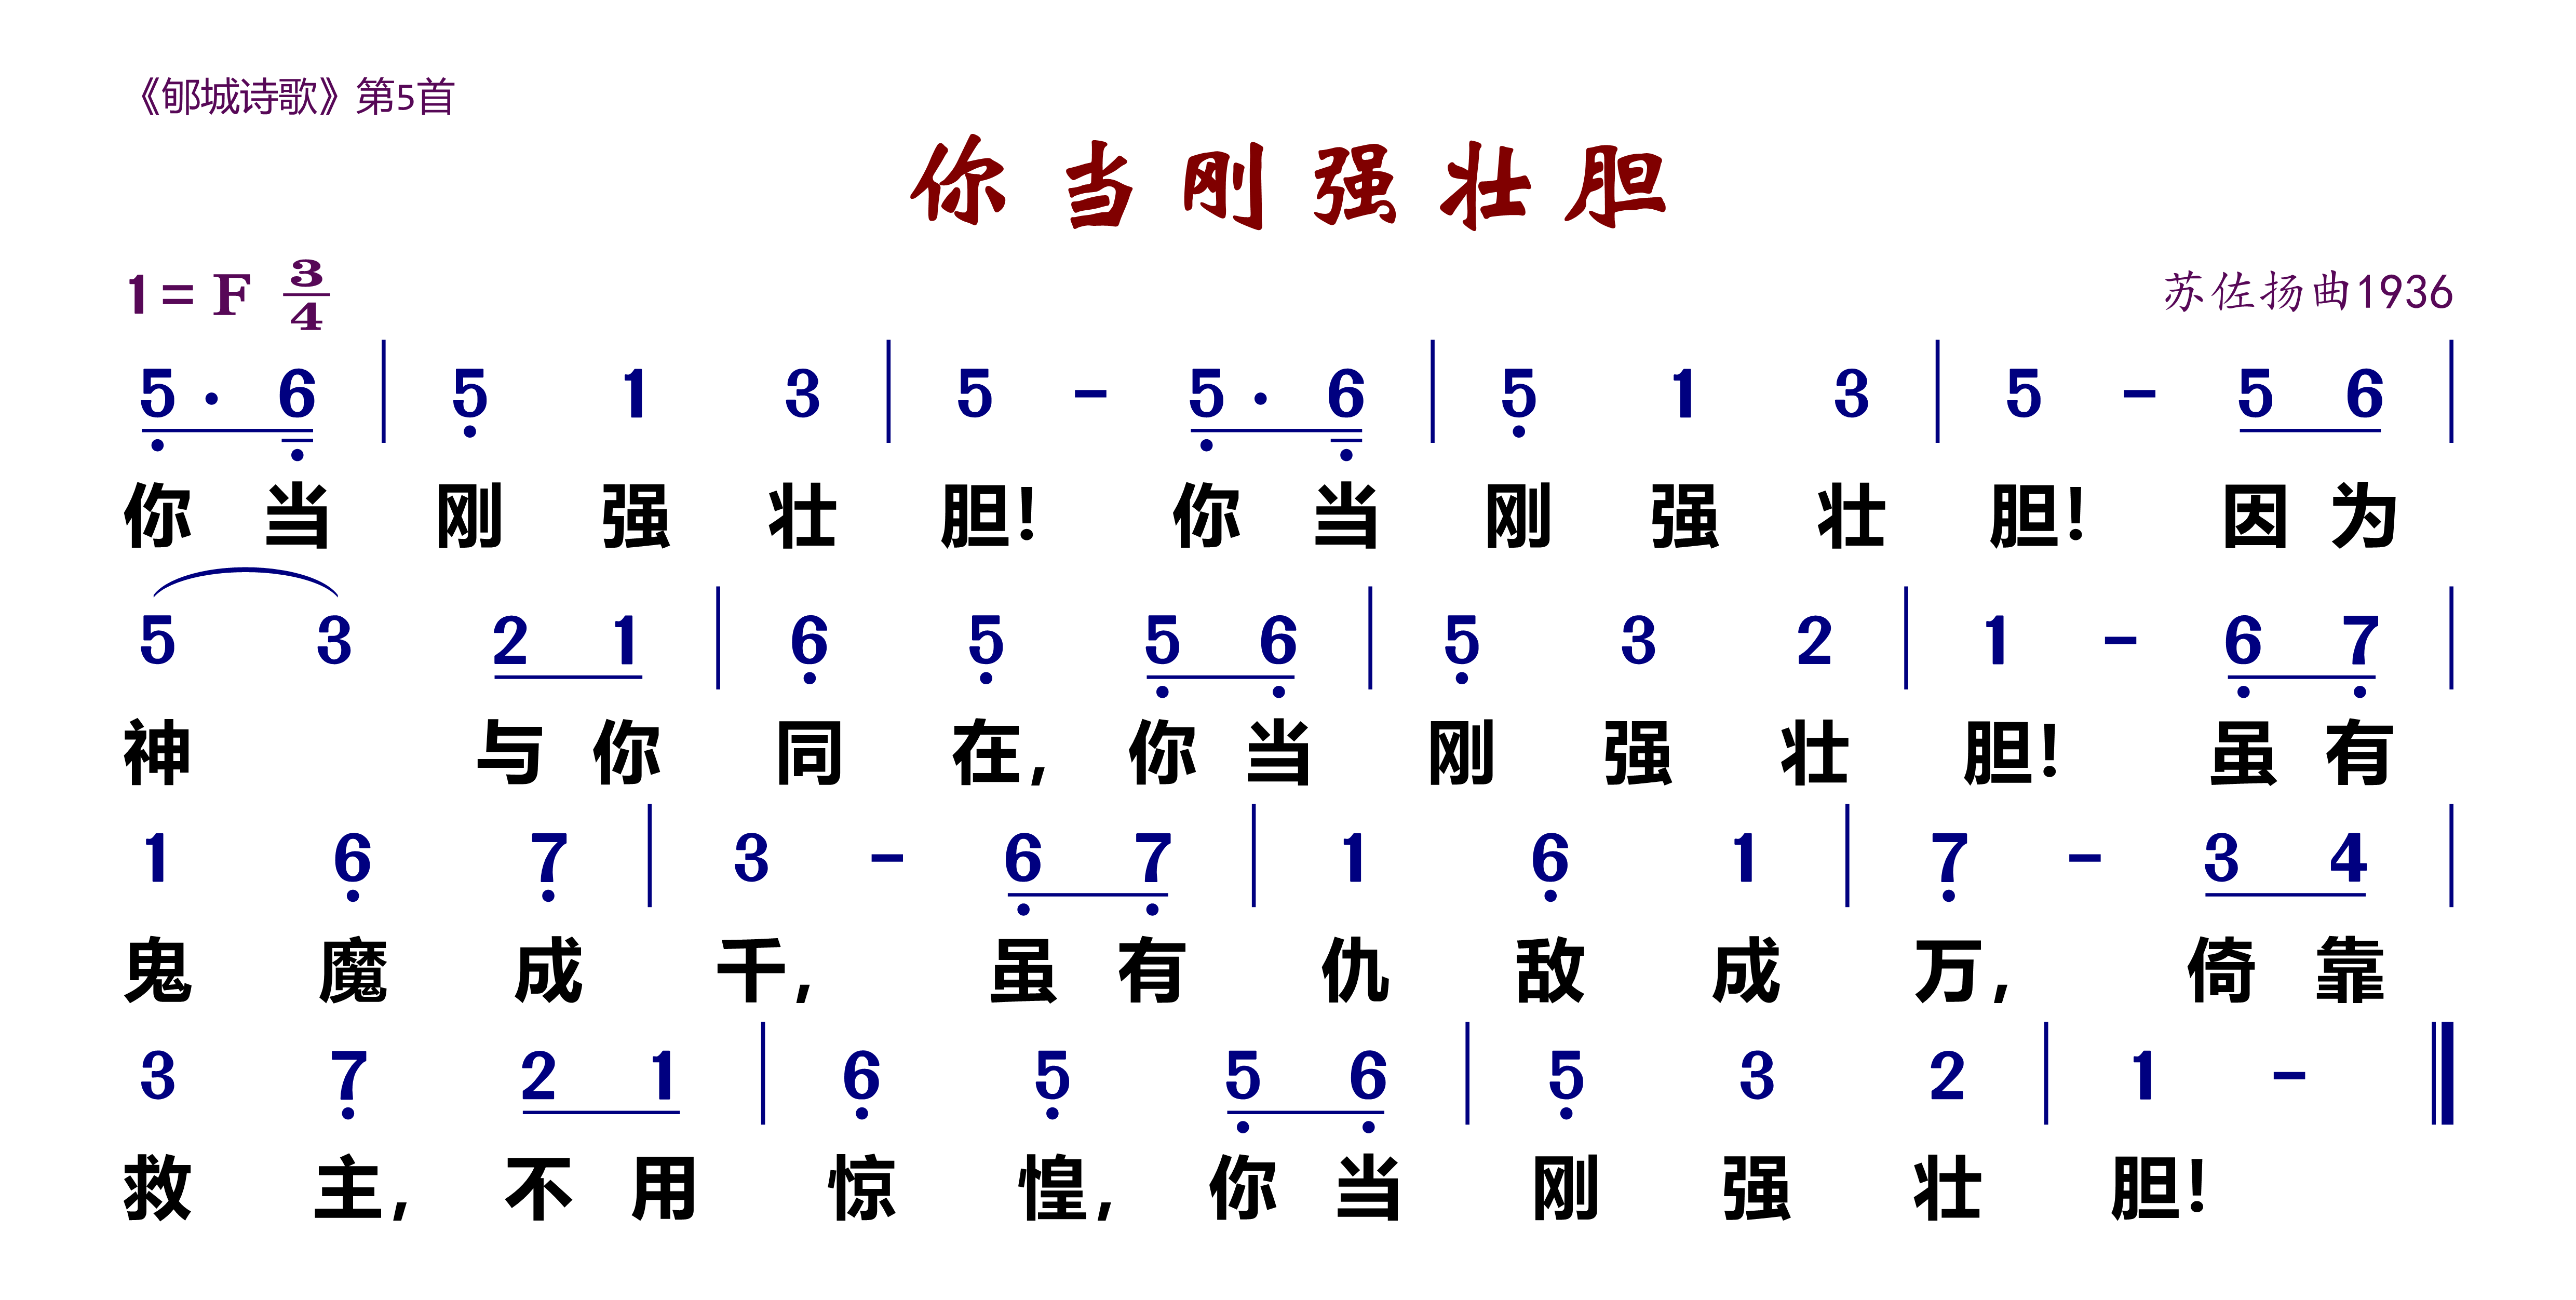 《郇城诗歌》第5首
你当刚强壮胆
1= F 3/4
苏佐扬曲1936
5· 6 | 5 1 3 | 5 - 5· 6 | 5 1 3 | 5 - 5 6 |
你当刚强壮胆! 你当刚强壮胆! 因为
5 3 2 1 | 6 5 5 6 | 5 3 2 | 1 - 6 7 |
神与你同在, 你当刚强壮胆! 虽有
1 6 7 | 3 - 6 7 | 1 6 1 | 7 - 3 4 |
鬼魔成千, 虽有仇敌成万, 倚靠
3 7 2 1 | 6 5 5 6 | 5 3 2 | 1 - ‖
救主, 不用惊惶, 你当刚强壮胆!